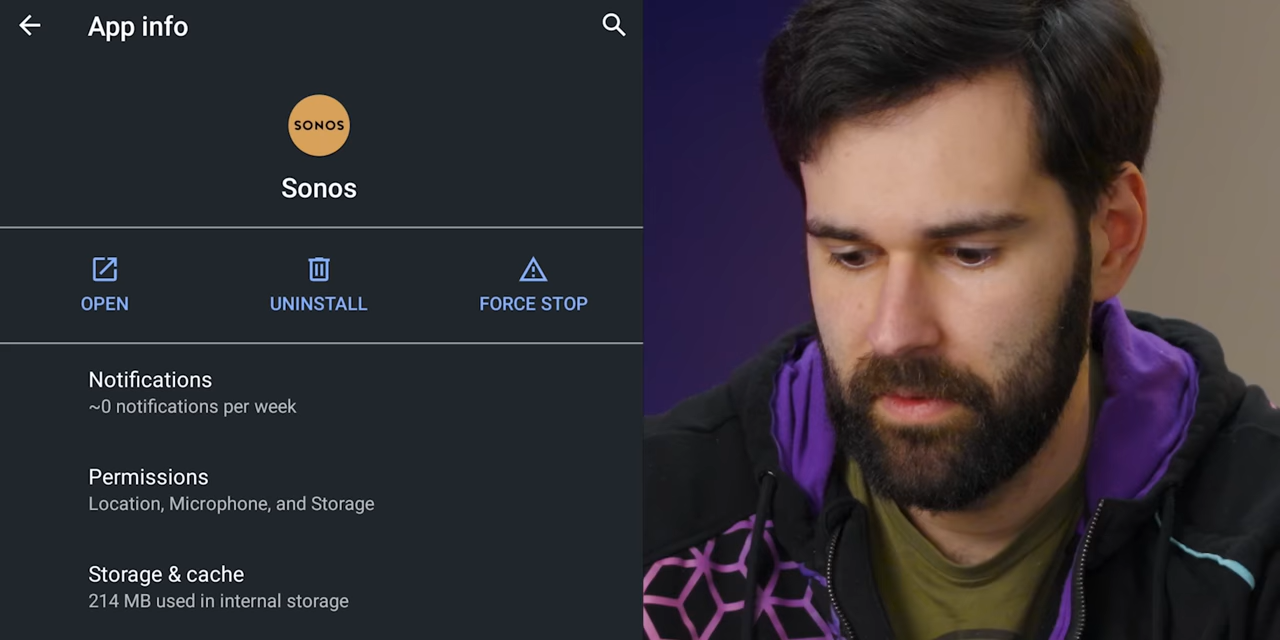 App info
SONOS
Sonos
OPEN
UNINSTALL
FORCE STOP
Notifications
~0 notifications per week
Permissions
Location, Microphone, and Storage
Storage & cache
214 MB used in internal storage